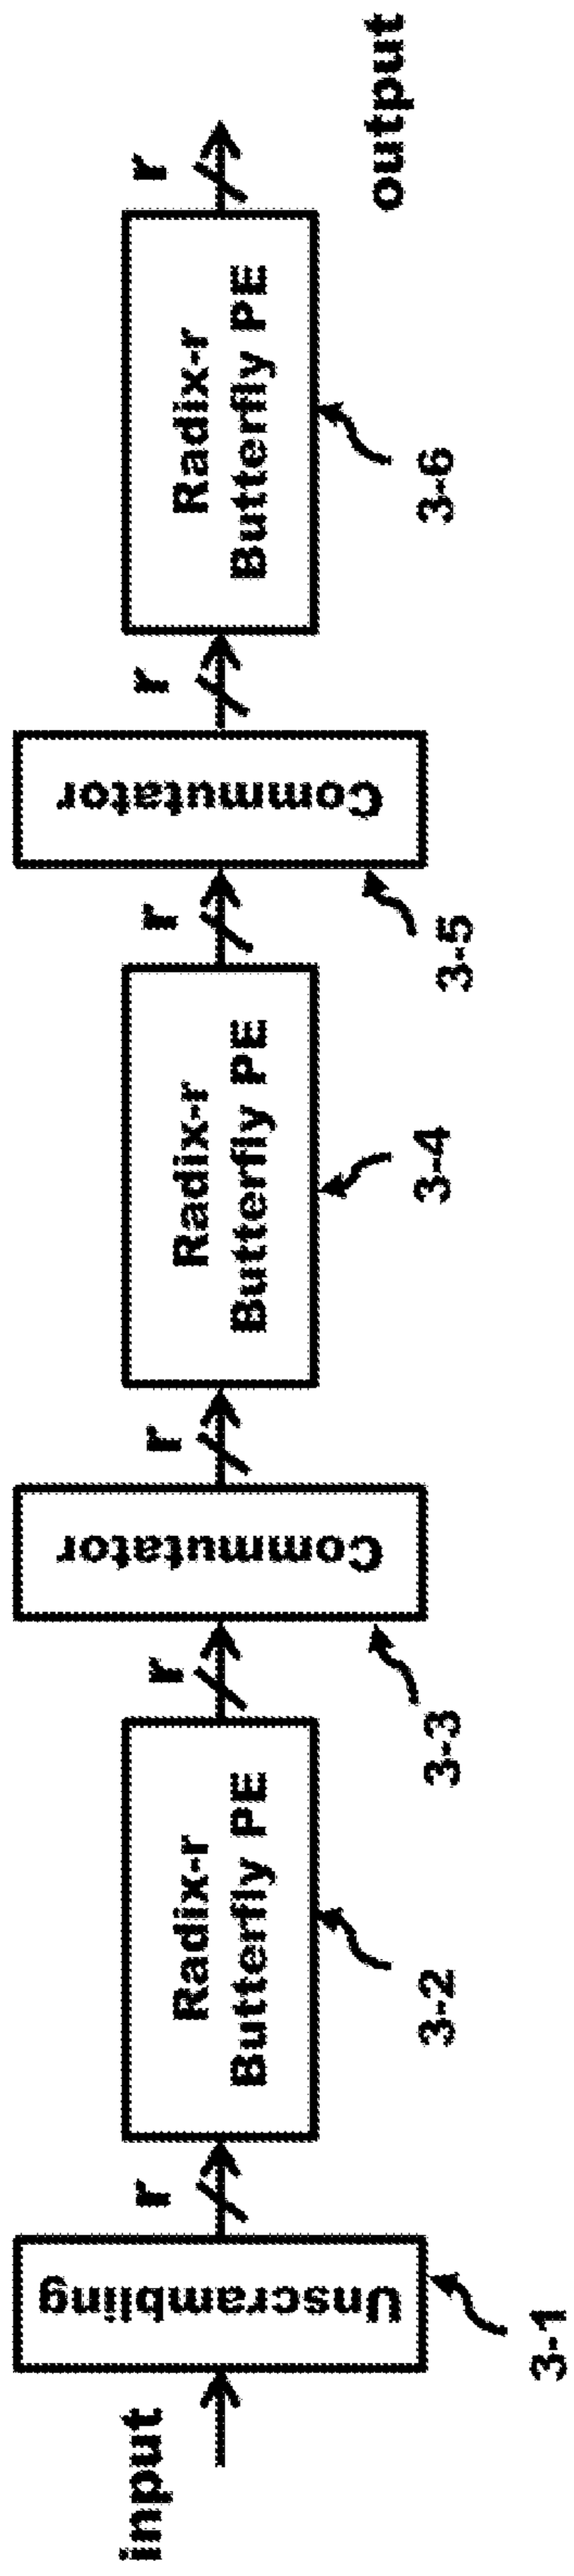 input
Unscrambling
3-1
r
Radix-r
Butterfly PE
3-2
r
Commutator
3-3
r
Radix-r
Butterfly PE
3-4
r
Commutator
3-5
r
Radix-r
Butterfly PE
3-6
r
output